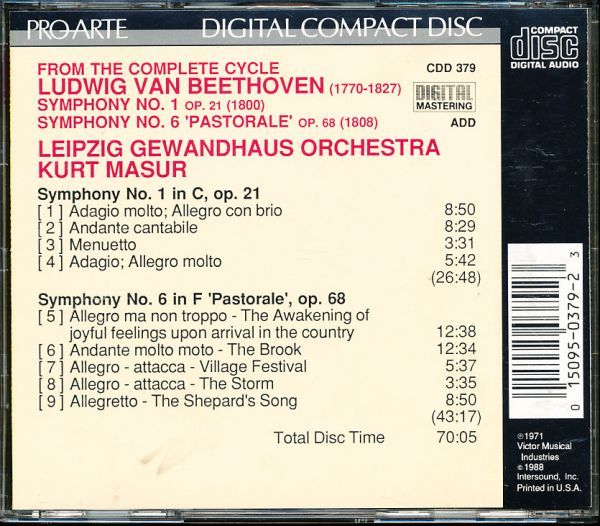 PRO ARTE DIGITAL COMPACT DISC
COMPACT
disc
DIGITAL AUDIO
FROM THE COMPLETE CYCLE CDD 379
LUDWIG VAN BEETHOVEN (1770-1827)
SYMPHONY NO. 1 OP. 21 (1800)
DIGITAL
MASTERING
SYMPHONY NO. 6 'PASTORALE' OP. 68 (1808) ADD
LEIPZIG GEWANDHAUS ORCHESTRA
KURT MASUR
Symphony No. 1 in C, op. 21
[ 1 ] Adagio molto; Allegro con brio 8:50
[ 2 ] Andante cantabile 8:29
[ 3 ] Menuetto 3:31
[ 4 ] Adagio; Allegro molto 5:42
(26:48)
Symphony No. 6 in F 'Pastorale', op. 68
[ 5 ] Allegro ma non troppo - The Awakening of
joyful feelings upon arrival in the country 12:38
[ 6 ] Andante molto moto - The Brook 12:34
[ 7 ] Allegro - attacca - Village Festival 5:37
[ 8 ] Allegro - attacca - The Storm 3:35
[ 9 ] Allegretto - The Shepard's Song 8:50
(43:17)
Total Disc Time 70:05
0 15095-0379-2 3
℗1971
Victor Musical
Industries
©1988
Intersound, Inc.
Printed in U.S.A.